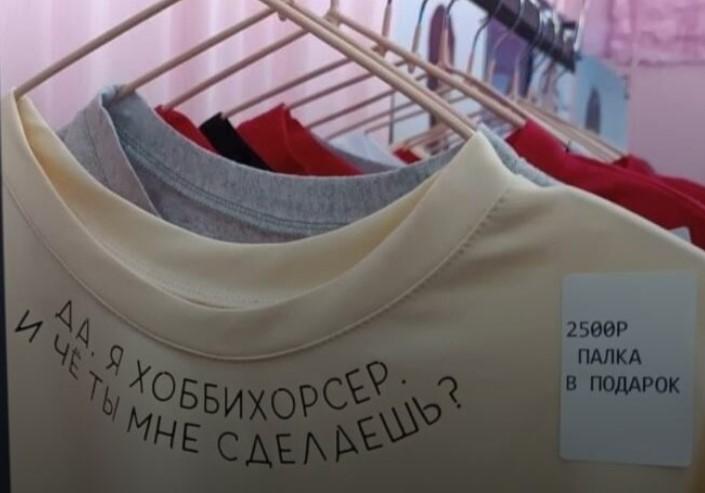 ДА. Я ХОББИХОРСЕР.
И ЧЁ ТЫ МНЕ СДЕЛАЕШЬ?
2500Р
ПАЛКА
В ПОДАРОК